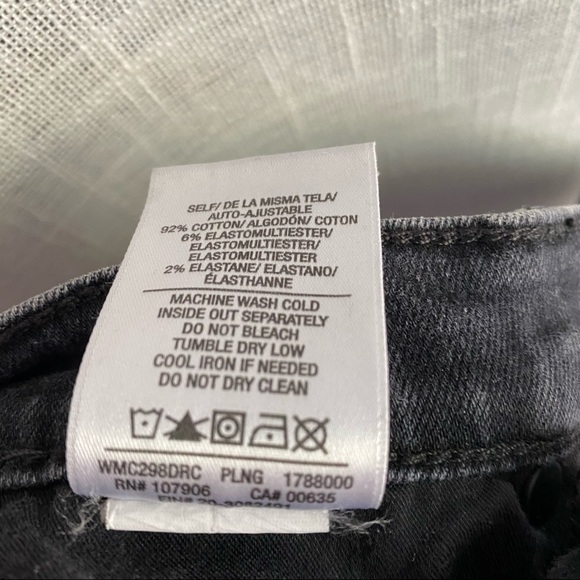 SELF/ DE LA MISMA TELA/
AUTO-AJUSTABLE
92% COTTON/ ALGODÓN/ COTON
6% ELASTOMULTIESTER/
ELASTOMULTIESTER/
ELASTOMULTIESTER
2% ELASTANE/ ELASTANO/
ÉLASTHANNE
MACHINE WASH COLD
INSIDE OUT SEPARATELY
DO NOT BLEACH
TUMBLE DRY LOW
COOL IRON IF NEEDED
DO NOT DRY CLEAN
WMC298DRC PLNG 1788000
RN# 107906 CA# 00635
EIN#